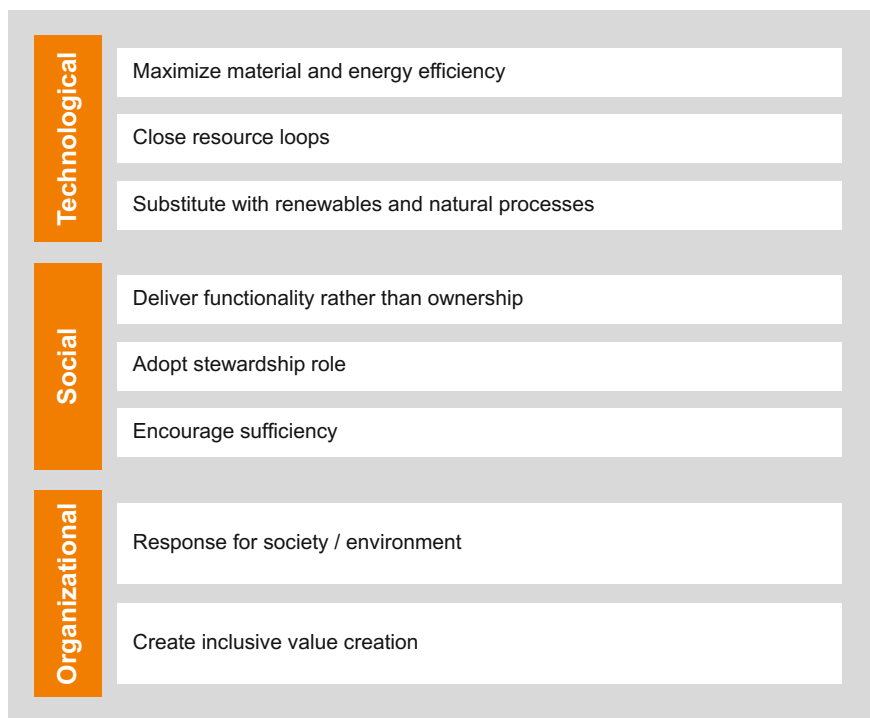 Technological
Maximize material and energy efficiency
Close resource loops
Substitute with renewables and natural processes
Social
Deliver functionality rather than ownership
Adopt stewardship role
Encourage sufficiency
Organizational
Response for society / environment
Create inclusive value creation